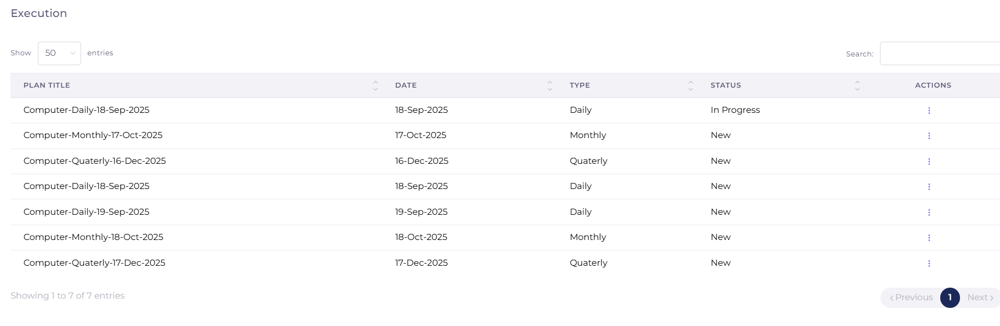 Execution
Show 50 entries Search:
PLAN TITLE DATE TYPE STATUS ACTIONS
Computer-Daily-18-Sep-2025 18-Sep-2025 Daily In Progress
Computer-Monthly-17-Oct-2025 17-Oct-2025 Monthly New
Computer-Quaterly-16-Dec-2025 16-Dec-2025 Quaterly New
Computer-Daily-18-Sep-2025 18-Sep-2025 Daily New
Computer-Daily-19-Sep-2025 19-Sep-2025 Daily New
Computer-Monthly-18-Oct-2025 18-Oct-2025 Monthly New
Computer-Quaterly-17-Dec-2025 17-Dec-2025 Quaterly New
Showing 1 to 7 of 7 entries Previous 1 Next